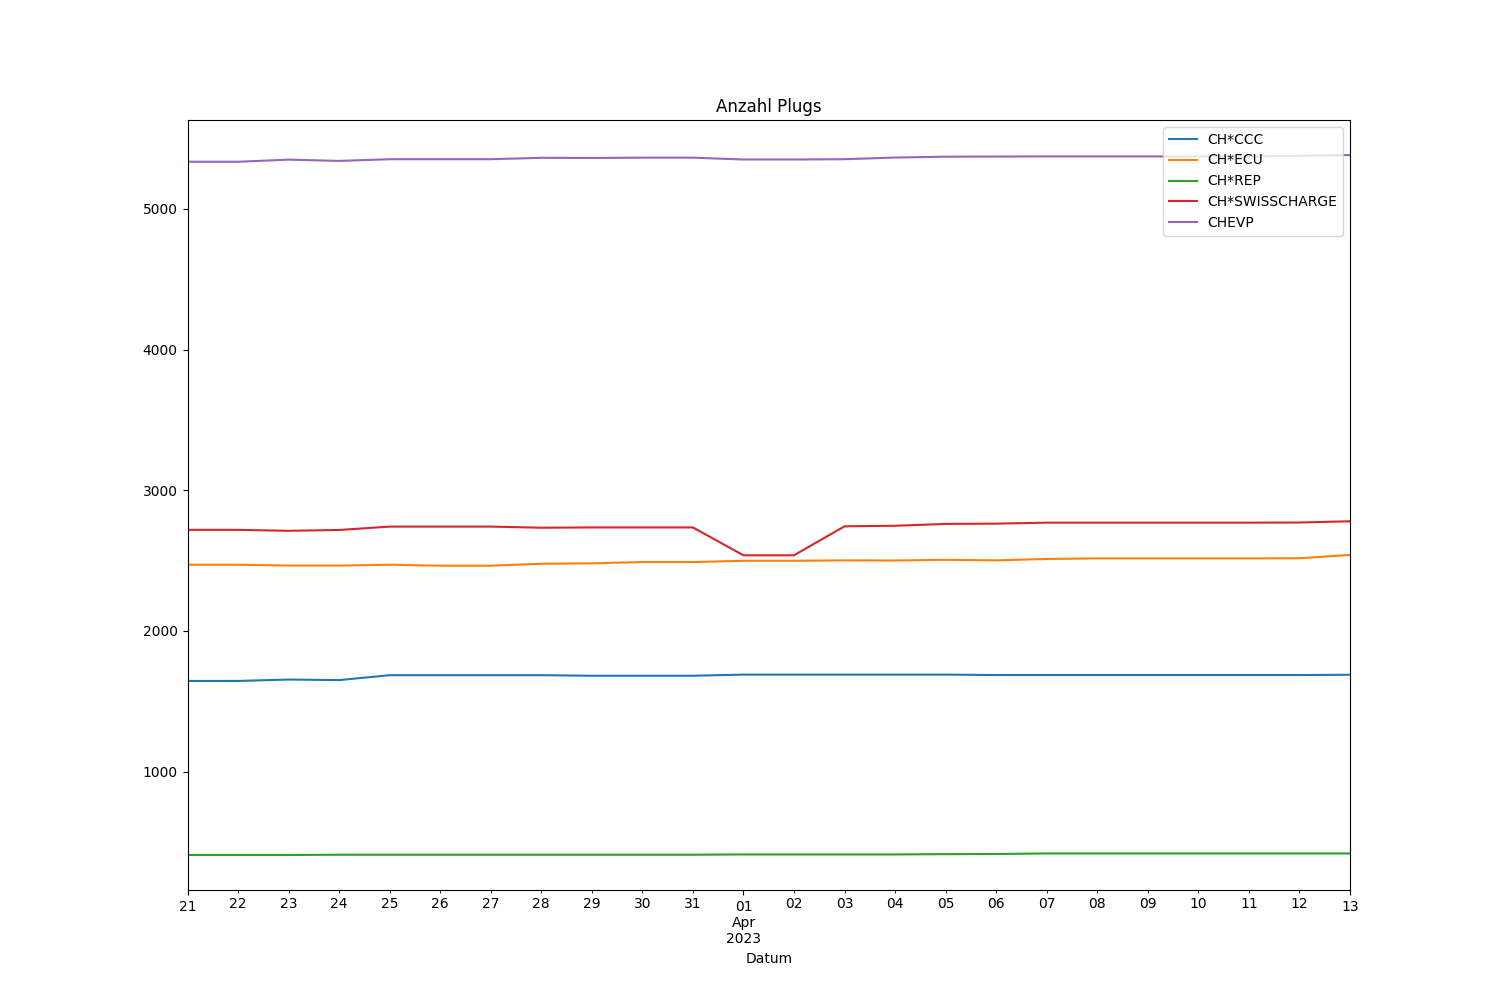 Anzahl Plugs
CH*CCC
CH*ECU
CH*REP
CH*SWISSCHARGE
CHEVP
5000
4000
3000
2000
1000
21 22 23 24 25 26 27 28 29 30 31 01 02 03 04 05 06 07 08 09 10 11 12 13
Apr
2023
Datum